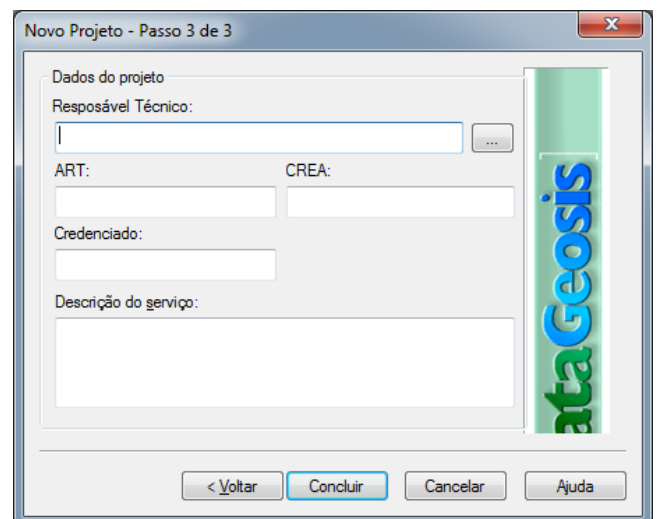 Novo Projeto - Passo 3 de 3
Dados do projeto
Resposável Técnico:
...
ART: CREA:
Credenciado:
Descrição do serviço:
ataGeosis
< Voltar Concluir Cancelar Ajuda